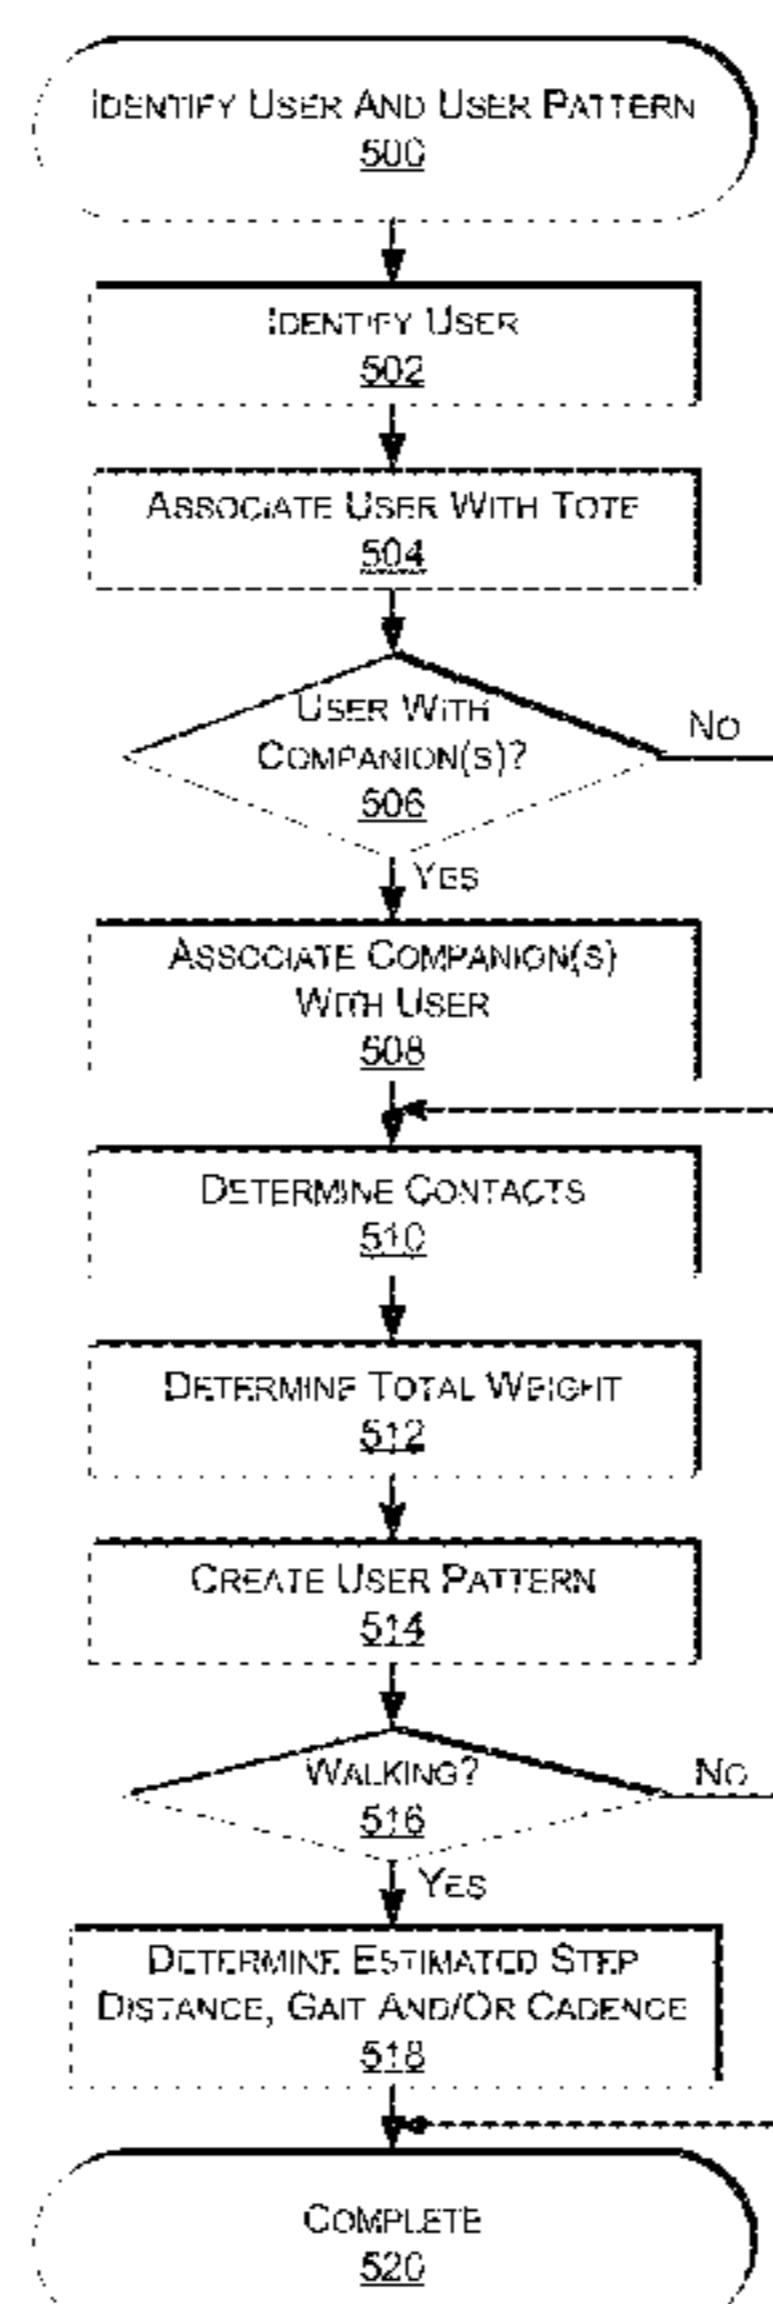 IDENTIFY USER AND USER PATTERN
500
IDENTIFY USER
502
ASSOCIATE USER WITH TOTE
504
USER WITH
COMPANION(S)?
506
NO
YES
ASSOCIATE COMPANION(S)
WITH USER
508
DETERMINE CONTACTS
510
DETERMINE TOTAL WEIGHT
512
CREATE USER PATTERN
514
WALKING?
516
NO
YES
DETERMINE ESTIMATED STEP
DISTANCE, GAIT AND/OR CADENCE
518
COMPLETE
520